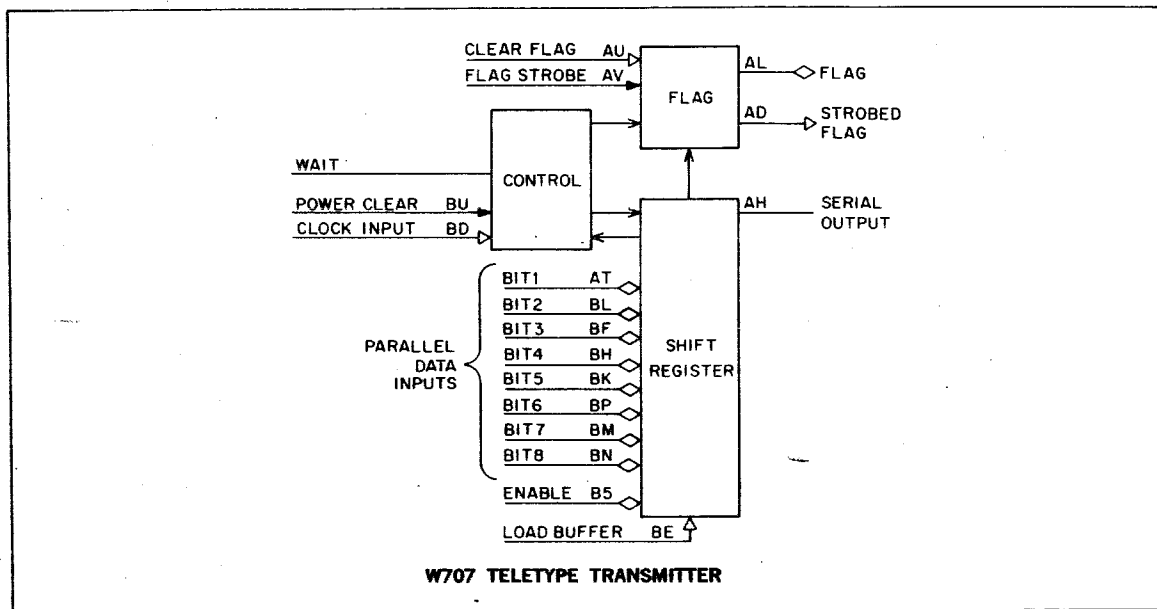 CLEAR FLAG AU
FLAG STROBE AV
FLAG
AL
FLAG
AD
STROBED
FLAG
WAIT
CONTROL
POWER CLEAR BU
CLOCK INPUT BD
AH
SERIAL
OUTPUT
PARALLEL
DATA
INPUTS
BIT1 AT
BIT2 BL
BIT3 BF
BIT4 BH
BIT5 BK
BIT6 BP
BIT7 BM
BIT8 BN
SHIFT
REGISTER
ENABLE B5
LOAD BUFFER BE
W707 TELETYPE TRANSMITTER